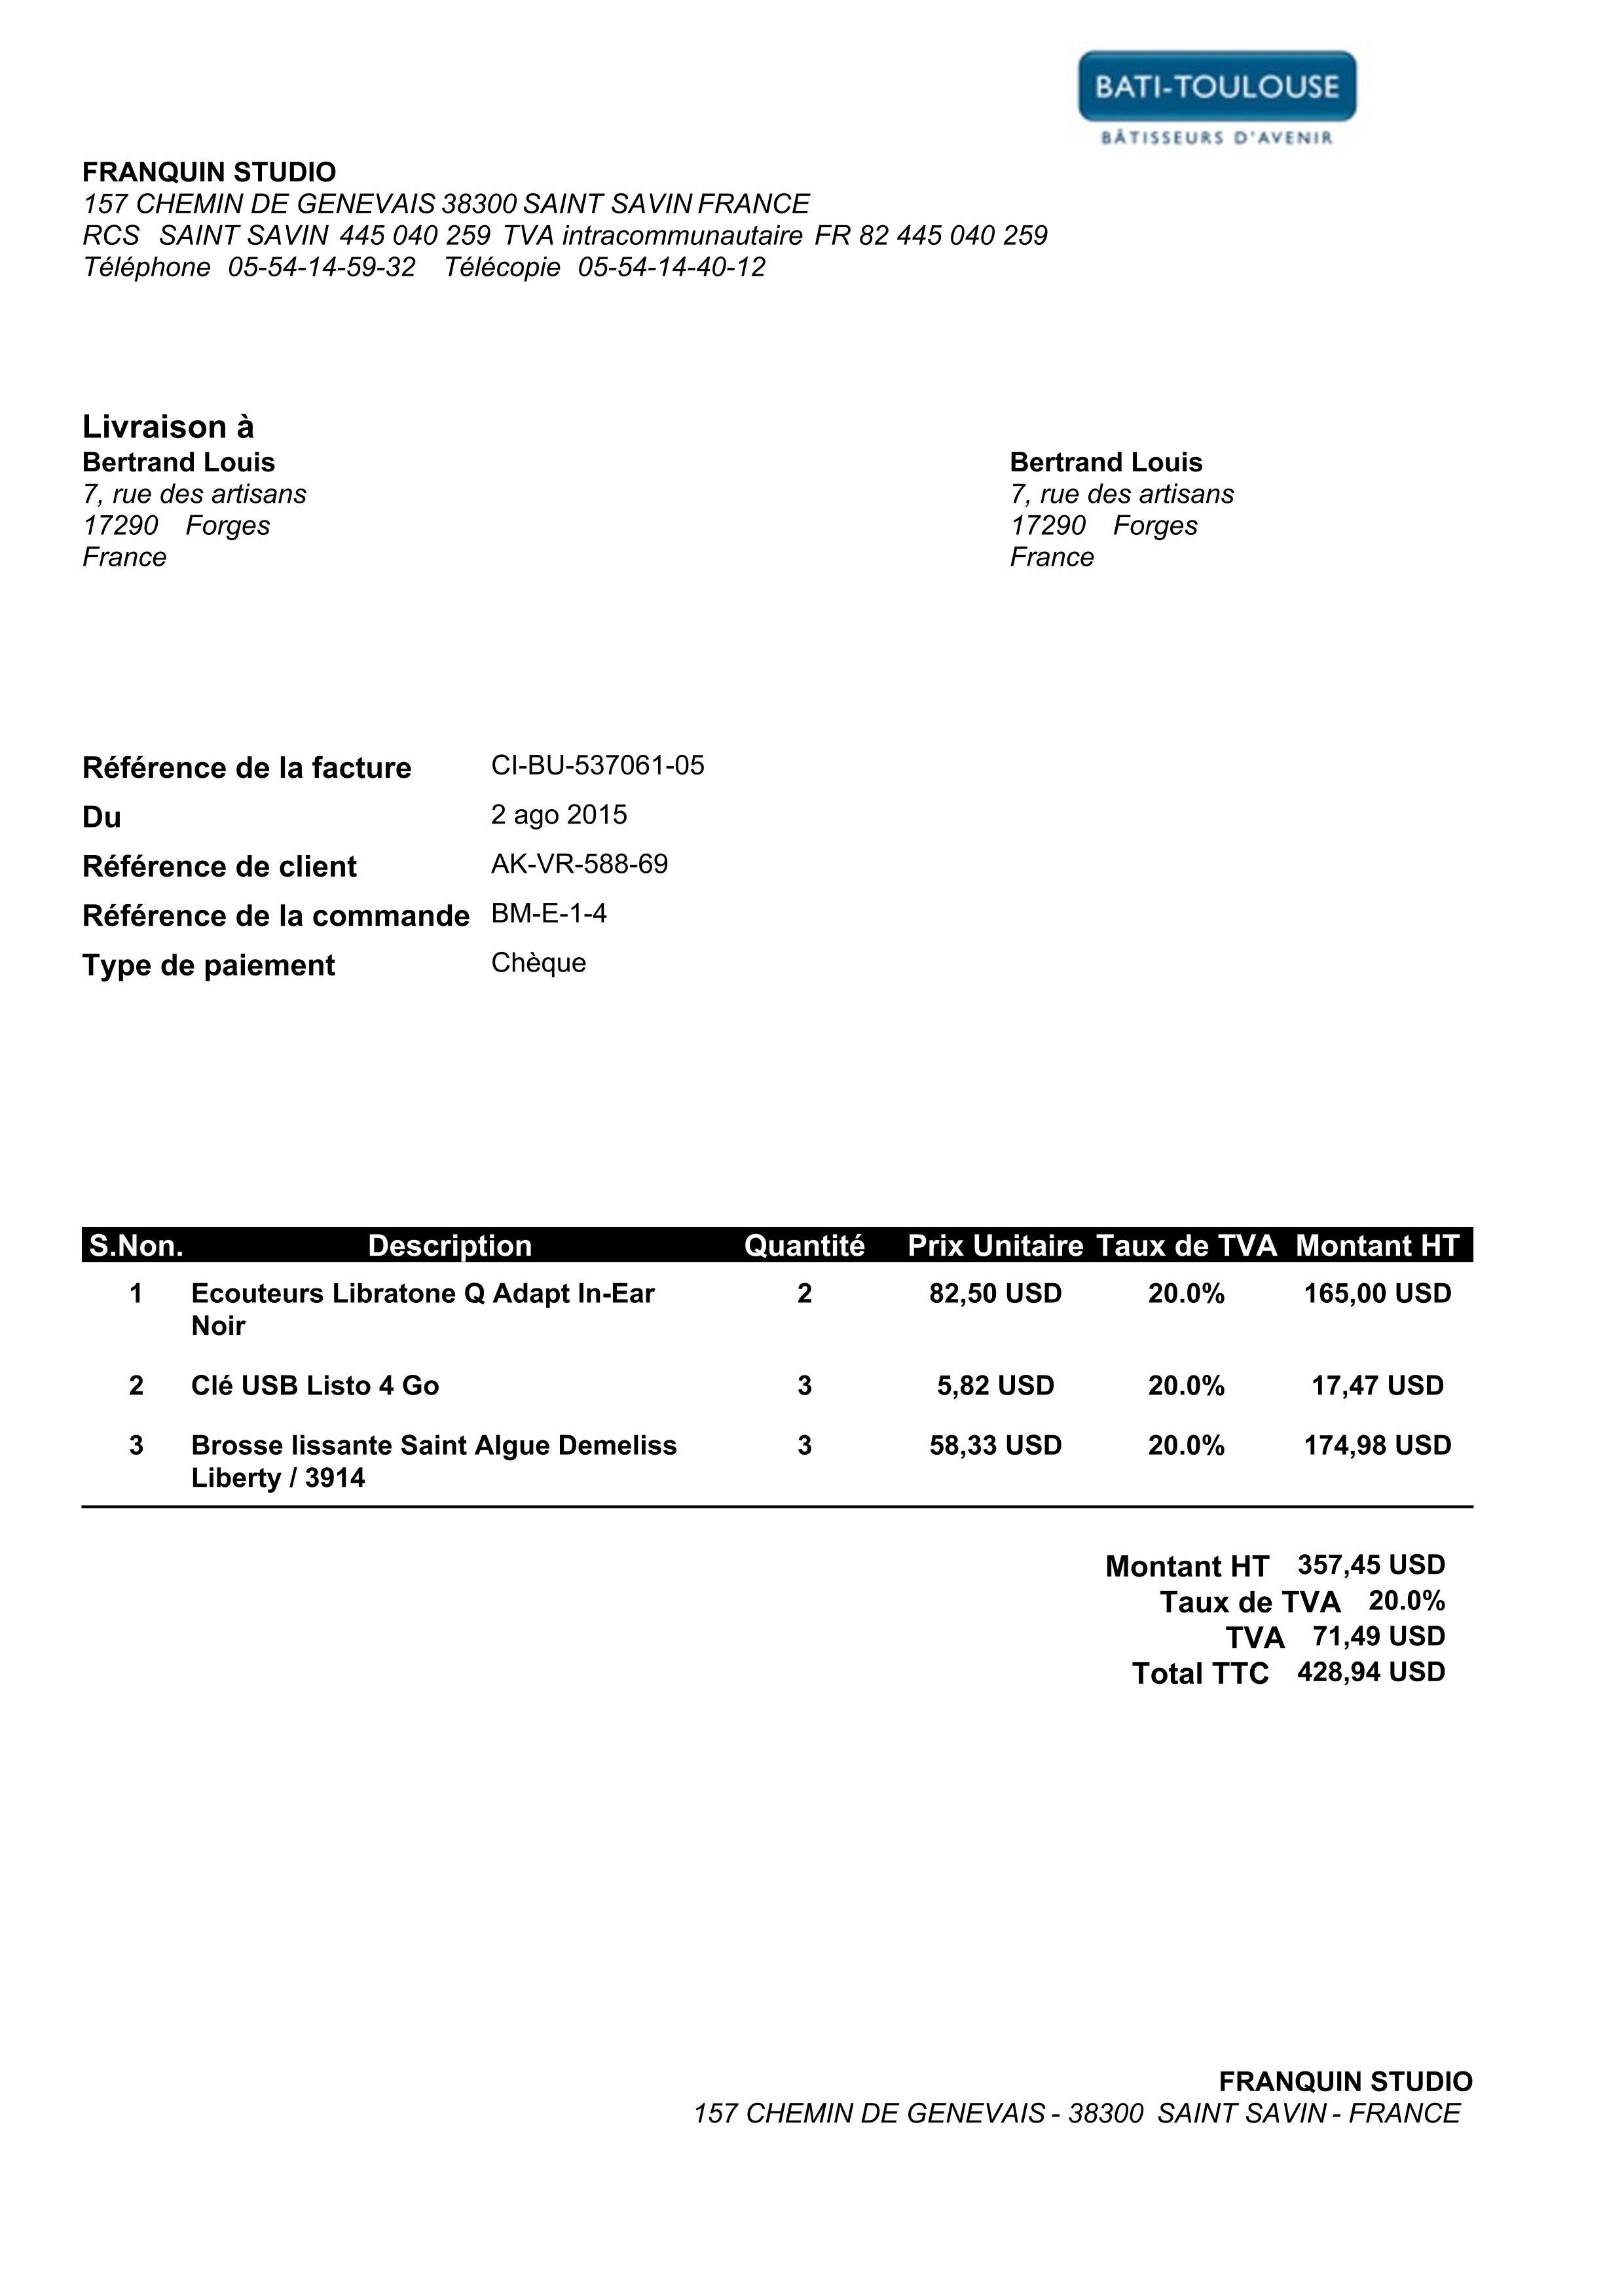 BATI-TOULOUSE
BÂTISSEURS D'AVENIR
FRANQUIN STUDIO
157 CHEMIN DE GENEVAIS 38300 SAINT SAVIN FRANCE
RCS SAINT SAVIN 445 040 259 TVA intracommunautaire FR 82 445 040 259
Téléphone 05-54-14-59-32 Télécopie 05-54-14-40-12
Livraison à
Bertrand Louis
7, rue des artisans
17290 Forges
France
Bertrand Louis
7, rue des artisans
17290 Forges
France
Référence de la facture CI-BU-537061-05
Du 2 ago 2015
Référence de client AK-VR-588-69
Référence de la commande BM-E-1-4
Type de paiement Chèque
S.Non. Description Quantité Prix Unitaire Taux de TVA Montant HT
1 Ecouteurs Libratone Q Adapt In-Ear 2 82,50 USD 20.0% 165,00 USD
Noir
2 Clé USB Listo 4 Go 3 5,82 USD 20.0% 17,47 USD
3 Brosse lissante Saint Algue Demeliss 3 58,33 USD 20.0% 174,98 USD
Liberty / 3914
Montant HT 357,45 USD
Taux de TVA 20.0%
TVA 71,49 USD
Total TTC 428,94 USD
FRANQUIN STUDIO
157 CHEMIN DE GENEVAIS - 38300 SAINT SAVIN - FRANCE